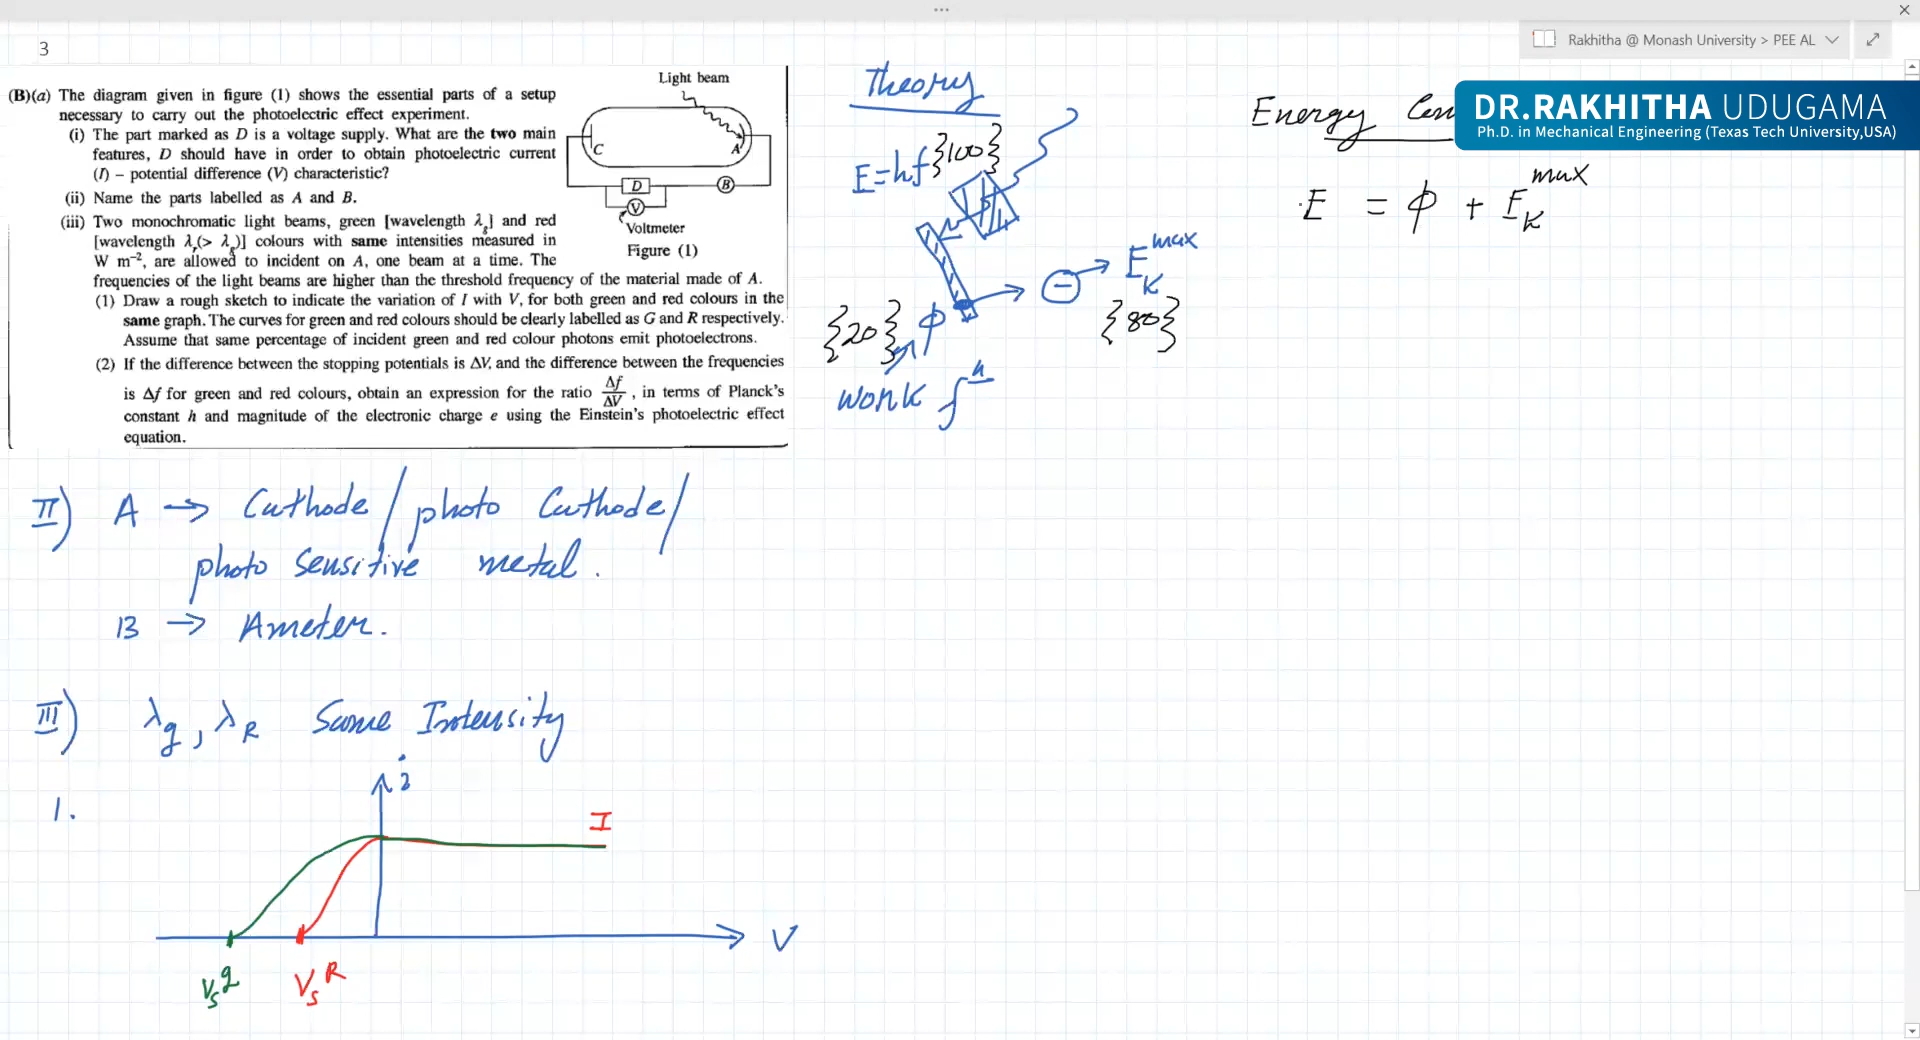 3
Rakhitha @ Monash University > PEE AL
DR.RAKHITHA UDUGAMA
Ph.D. in Mechanical Engineering (Texas Tech University,USA)
(B)(a) The diagram given in figure (1) shows the essential parts of a setup
necessary to carry out the photoelectric effect experiment.
(i) The part marked as D is a voltage supply. What are the two main
features, D should have in order to obtain photoelectric current
(I) – potential difference (V) characteristic?
(ii) Name the parts labelled as A and B.
(iii) Two monochromatic light beams, green [wavelength λg] and red
[wavelength λr(> λg)] colours with same intensities measured in
W m⁻², are allowed to incident on A, one beam at a time. The
frequencies of the light beams are higher than the threshold frequency of the material made of A.
(1) Draw a rough sketch to indicate the variation of I with V, for both green and red colours in the
same graph. The curves for green and red colours should be clearly labelled as G and R respectively.
Assume that same percentage of incident green and red colour photons emit photoelectrons.
(2) If the difference between the stopping potentials is ΔV, and the difference between the frequencies
is Δf for green and red colours, obtain an expression for the ratio Δf/ΔV, in terms of Planck's
constant h and magnitude of the electronic charge e using the Einstein's photoelectric effect
equation.
Light beam
C
A
D
B
V
Voltmeter
Figure (1)
Theory
E=hf {100}
E_K^max
{80}
{20} ϕ
work fⁿ
Energy
E = ϕ + E_K^max
II) A → Cathode / photo Cathode /
photo sensitive metal.
B → Ameter.
III) λg, λR Same Intensity
1.
i
I
V
Vs^g
Vs^R